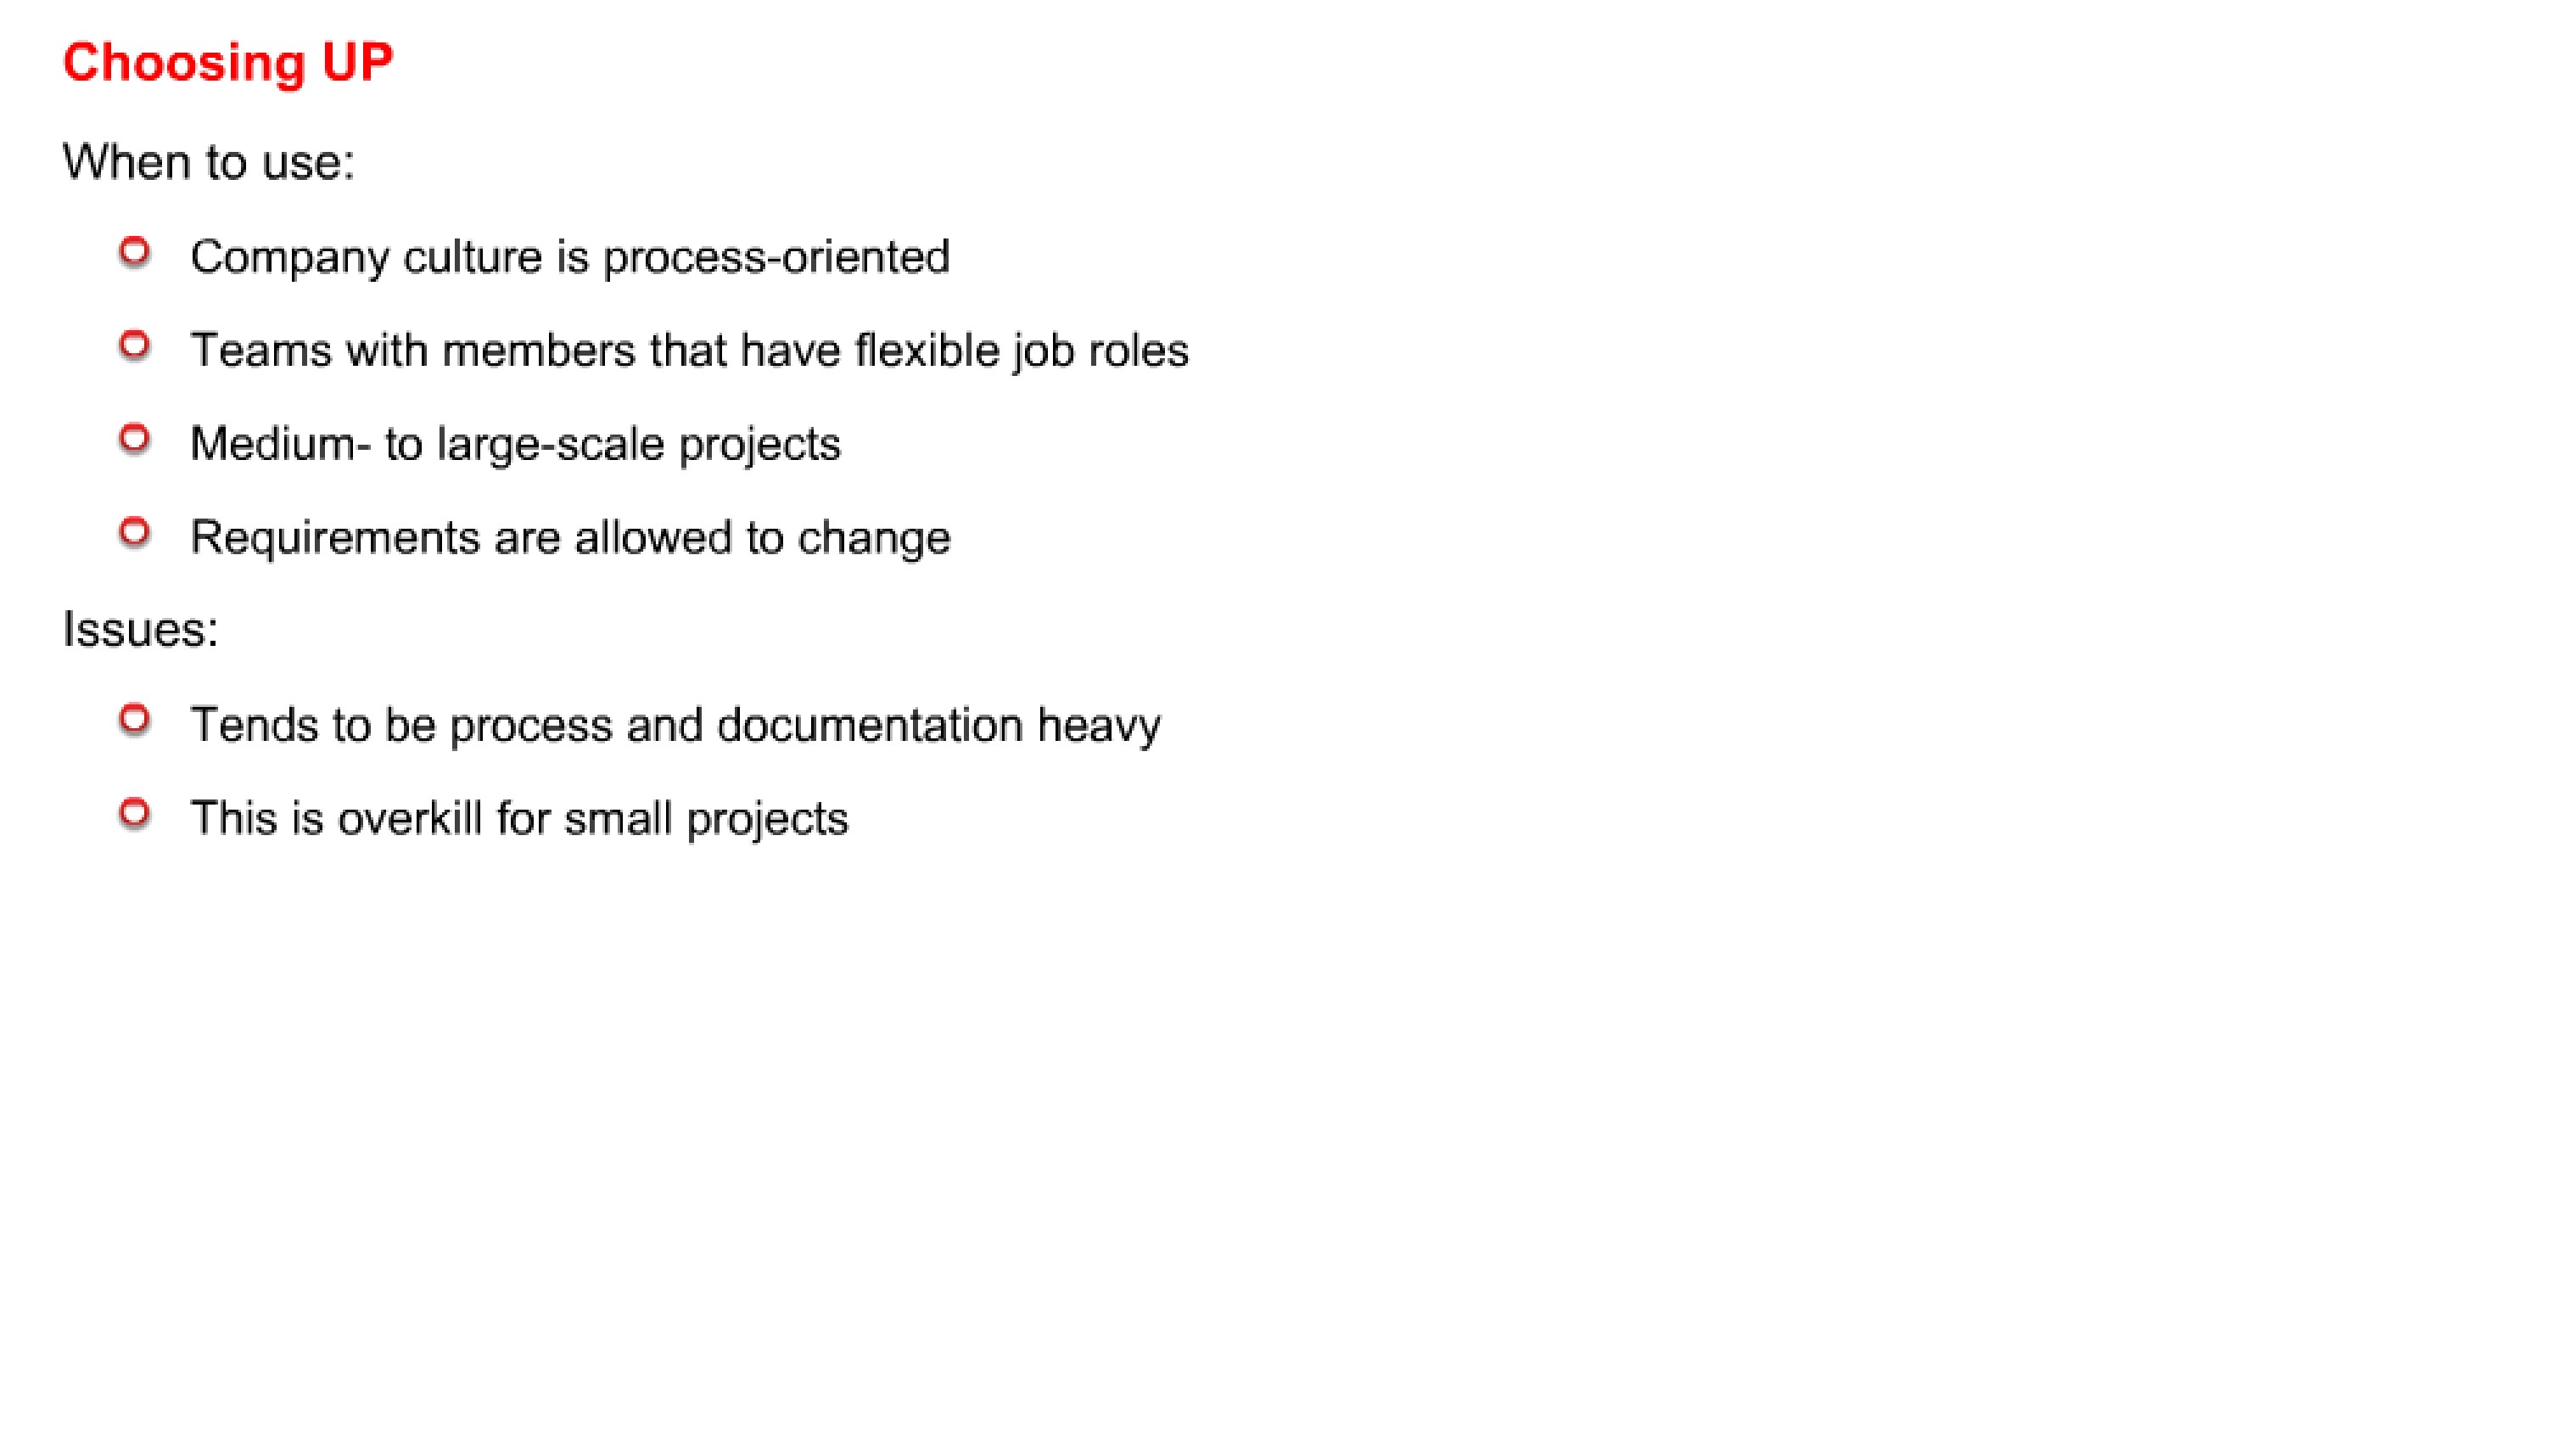 Choosing UP
When to use:
Company culture is process-oriented
Teams with members that have flexible job roles
Medium- to large-scale projects
Requirements are allowed to change
Issues:
Tends to be process and documentation heavy
This is overkill for small projects